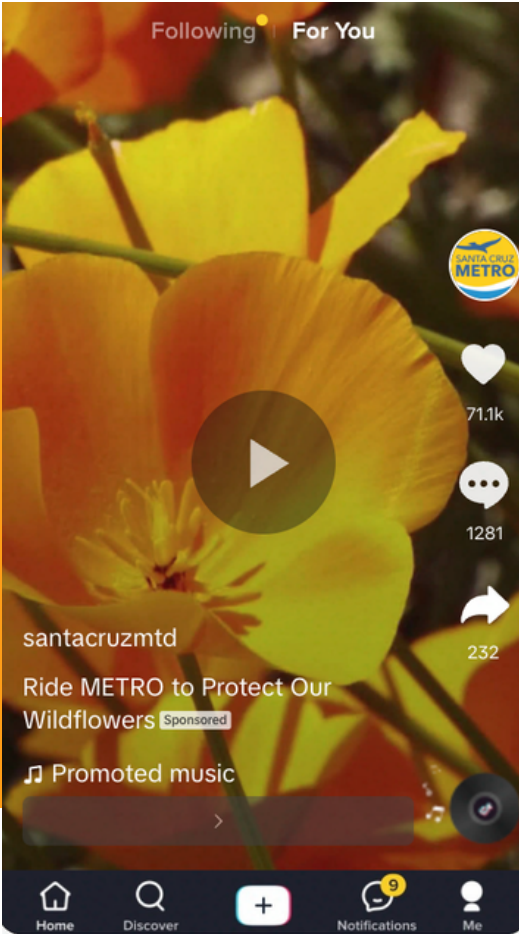 Following
For You
SANTA CRUZ
METRO
71.1k
1281
232
santacruzmtd
Ride METRO to Protect Our
Wildflowers Sponsored
Promoted music
9
Home
Discover
Notifications
Me